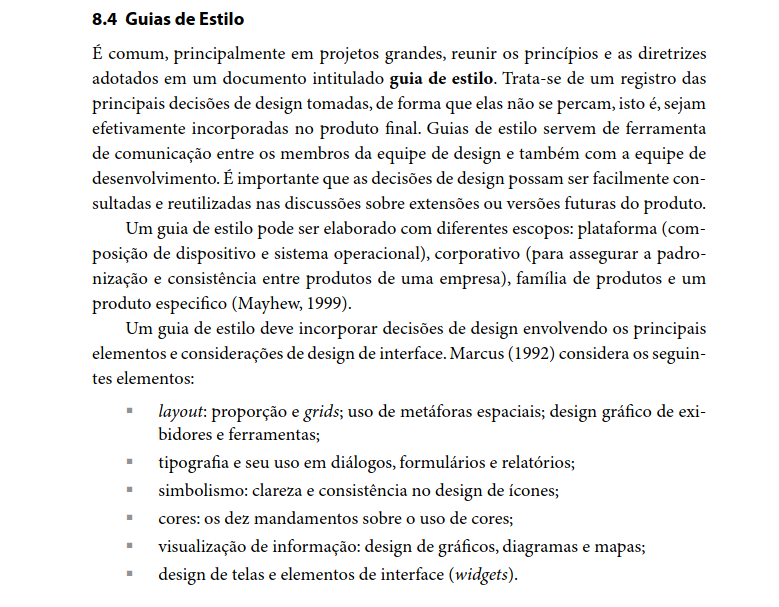 8.4 Guias de Estilo
É comum, principalmente em projetos grandes, reunir os princípios e as diretrizes
adotados em um documento intitulado guia de estilo. Trata-se de um registro das
principais decisões de design tomadas, de forma que elas não se percam, isto é, sejam
efetivamente incorporadas no produto final. Guias de estilo servem de ferramenta
de comunicação entre os membros da equipe de design e também com a equipe de
desenvolvimento. É importante que as decisões de design possam ser facilmente con-
sultadas e reutilizadas nas discussões sobre extensões ou versões futuras do produto.
Um guia de estilo pode ser elaborado com diferentes escopos: plataforma (com-
posição de dispositivo e sistema operacional), corporativo (para assegurar a padro-
nização e consistência entre produtos de uma empresa), família de produtos e um
produto especifico (Mayhew, 1999).
Um guia de estilo deve incorporar decisões de design envolvendo os principais
elementos e considerações de design de interface. Marcus (1992) considera os seguin-
tes elementos:
▪ layout: proporção e grids; uso de metáforas espaciais; design gráfico de exi-
bidores e ferramentas;
▪ tipografia e seu uso em diálogos, formulários e relatórios;
▪ simbolismo: clareza e consistência no design de ícones;
▪ cores: os dez mandamentos sobre o uso de cores;
▪ visualização de informação: design de gráficos, diagramas e mapas;
▪ design de telas e elementos de interface (widgets).